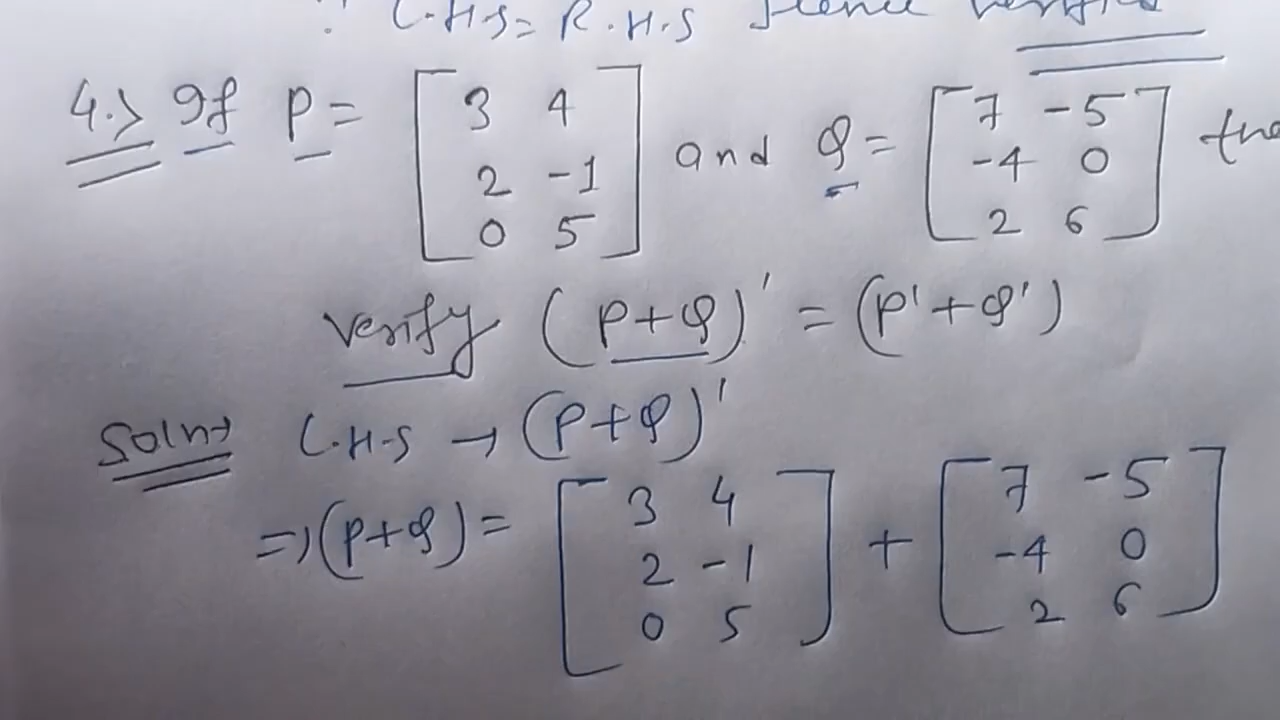 ∴ L.H.S = R.H.S Hence verified
4.> If P = [3 4 2 -1 0 5] and Q = [7 -5 -4 0 2 6]
verify (P+Q)' = (P'+Q')
Soln→ L.H.S → (P+Q)'
=> (P+Q) = [3 4 2 -1 0 5] + [7 -5 -4 0 2 6]